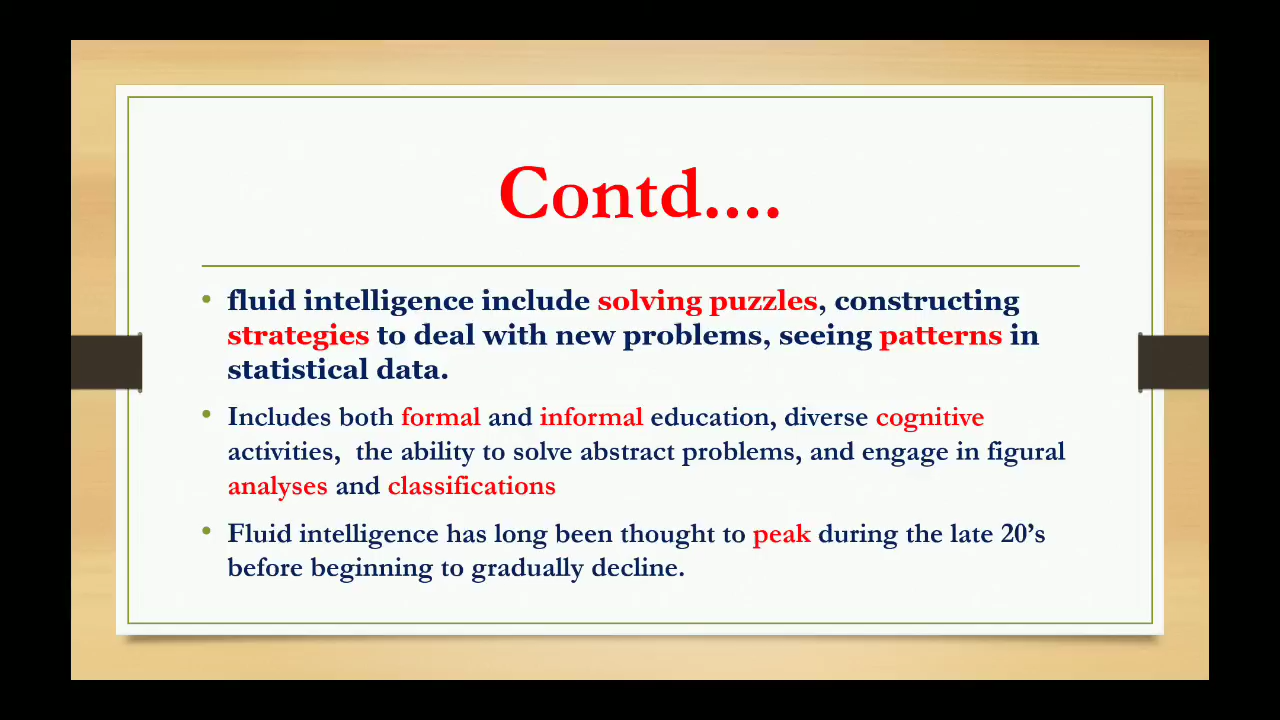 Contd....
• fluid intelligence include solving puzzles, constructing
strategies to deal with new problems, seeing patterns in
statistical data.
• Includes both formal and informal education, diverse cognitive
activities,  the ability to solve abstract problems, and engage in figural
analyses and classifications
• Fluid intelligence has long been thought to peak during the late 20’s
before beginning to gradually decline.